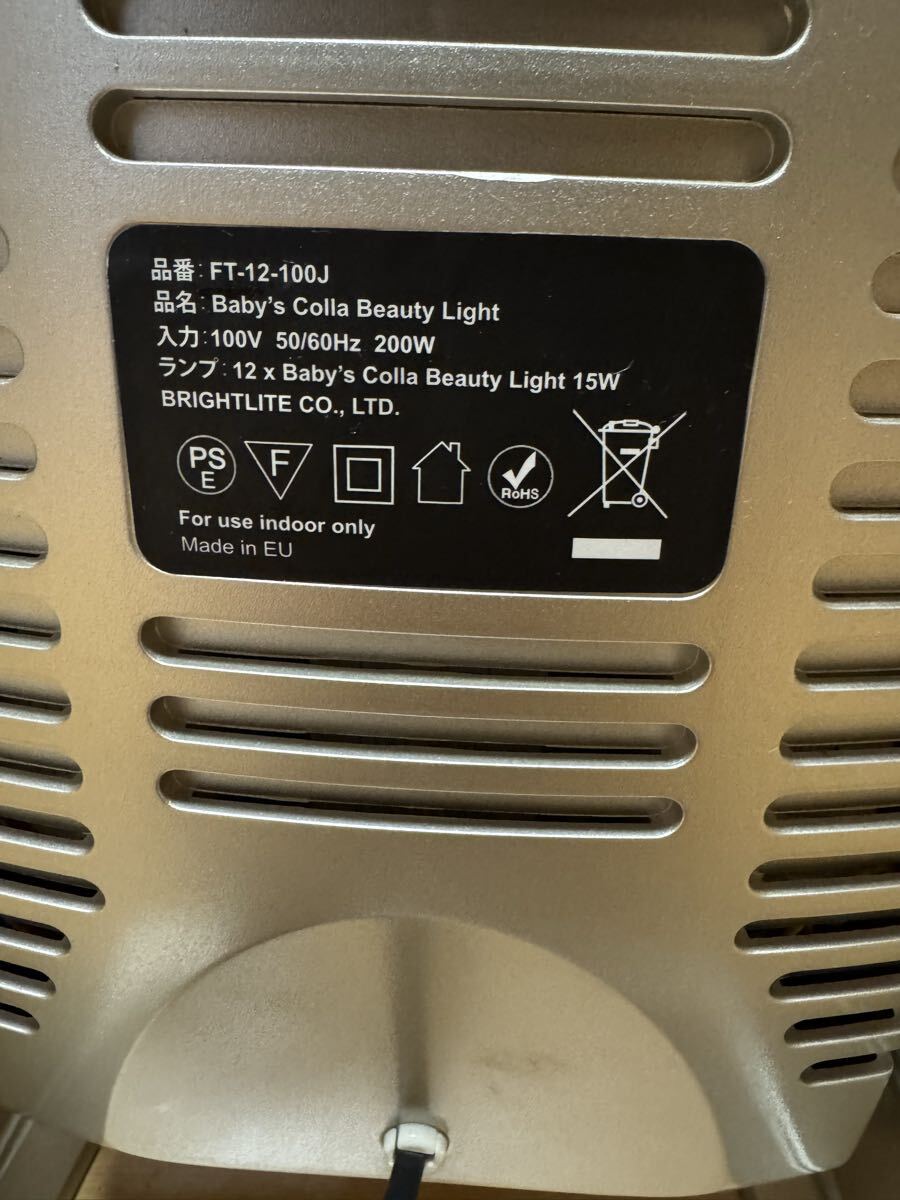 品番: FT-12-100J
品名: Baby's Colla Beauty Light
入力: 100V 50/60Hz 200W
ランプ: 12 x Baby's Colla Beauty Light 15W
BRIGHTLITE CO., LTD.
PS
E
F
RoHS
For use indoor only
Made in EU